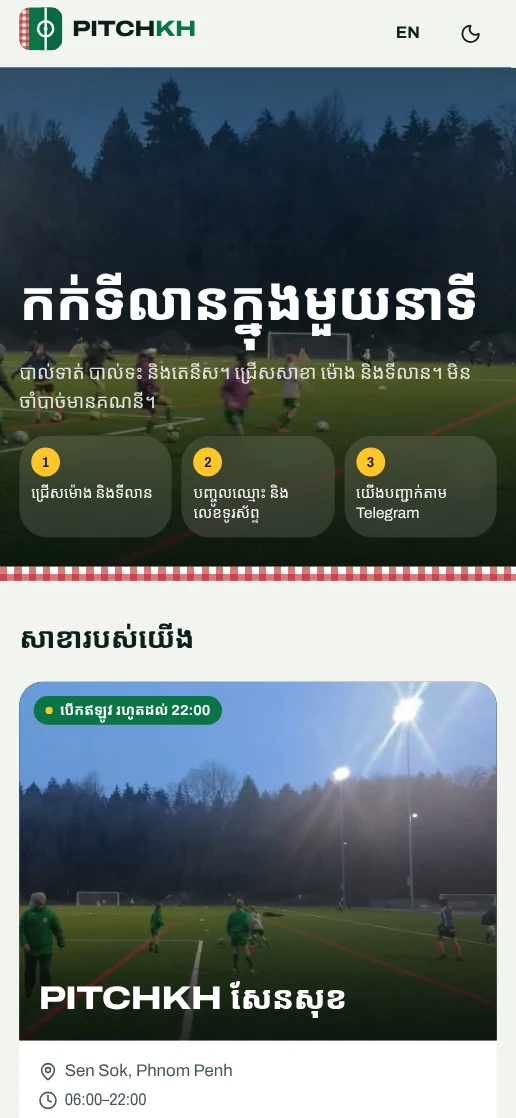 PITCHKH
EN
កក់ទីលានក្នុងមួយនាទី
បាល់ទាត់ បាល់ទះ និងតេនីស។ ជ្រើសសាខា ម៉ោង និងទីលាន។ មិន
ចាំបាច់មានគណនី។
1
ជ្រើសម៉ោង និងទីលាន
2
បញ្ចូលឈ្មោះ និង
លេខទូរស័ព្ទ
3
យើងបញ្ជាក់តាម
Telegram
សាខារបស់យើង
បើកឥឡូវ រហូតដល់ 22:00
PITCHKH សែនសុខ
Sen Sok, Phnom Penh
06:00–22:00